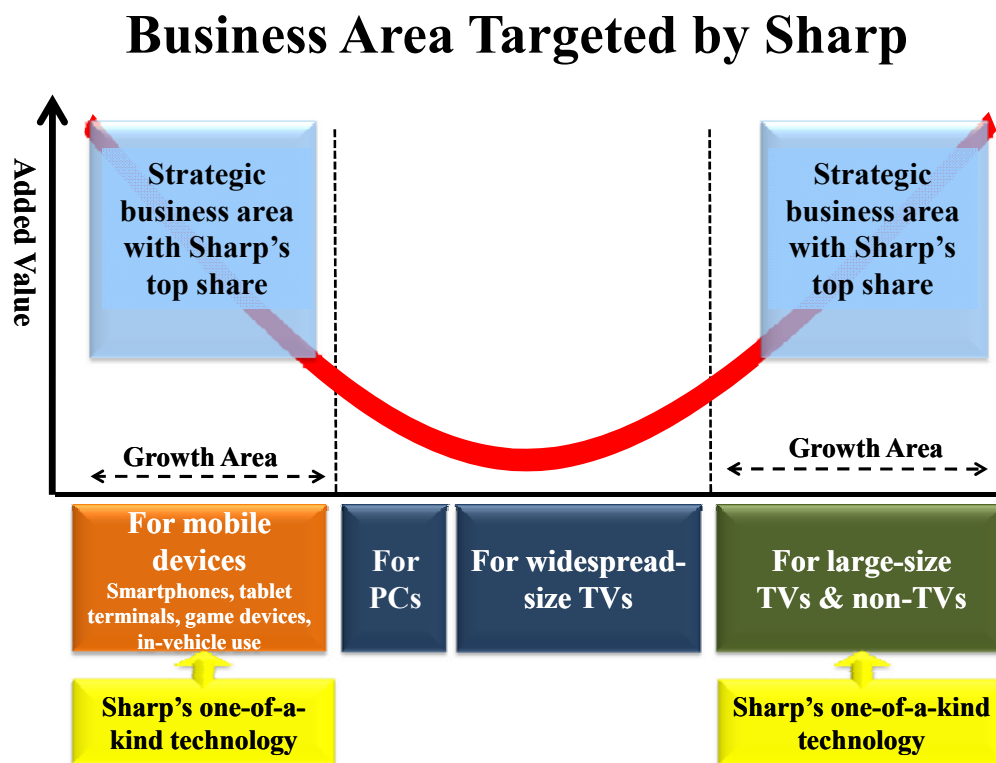 Business Area Targeted by Sharp
Added Value
Strategic
business area
with Sharp’s
top share
Strategic
business area
with Sharp’s
top share
Growth Area
Growth Area
For mobile
devices
Smartphones, tablet
terminals, game devices,
in-vehicle use
For
PCs
For widespread-
size TVs
For large-size
TVs & non-TVs
Sharp’s one-of-a-
kind technology
Sharp’s one-of-a-kind
technology